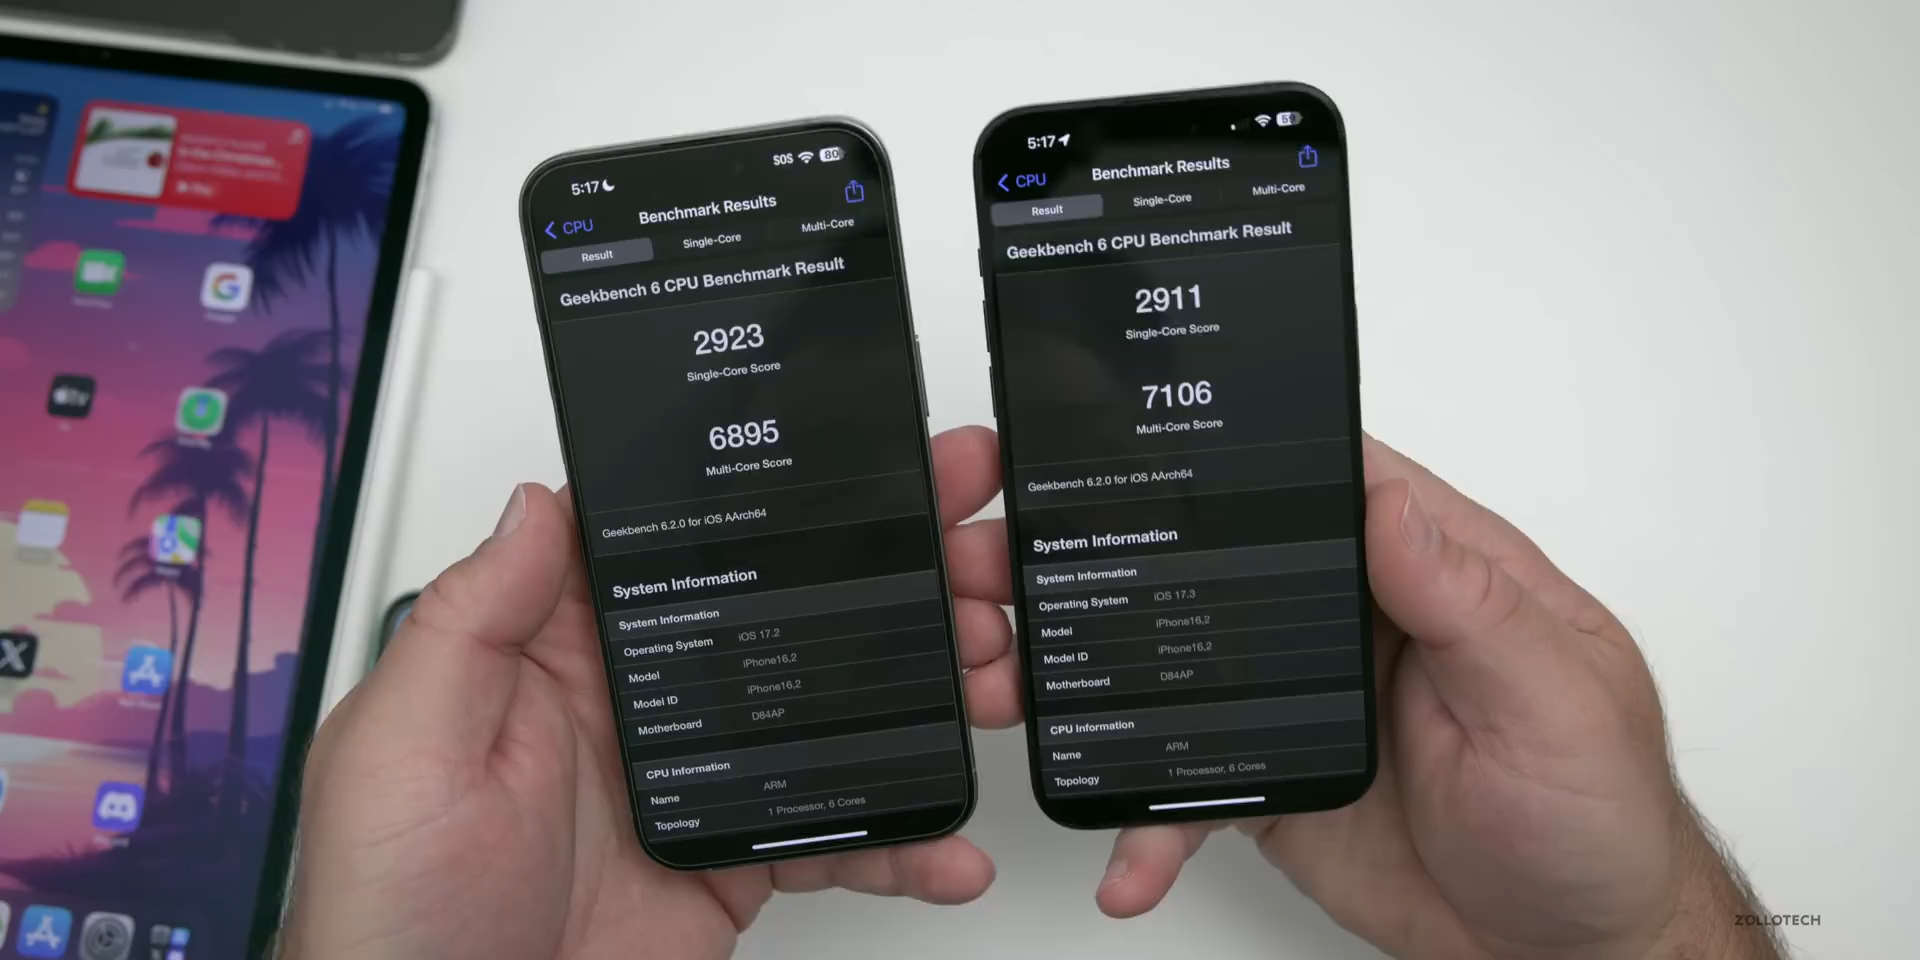 5:17
SOS
80
CPU
Benchmark Results
Result
Single-Core
Multi-Core
Geekbench 6 CPU Benchmark Result
2923
Single-Core Score
6895
Multi-Core Score
Geekbench 6.2.0 for iOS AArch64
System Information
System Information
Operating System iOS 17.2
Model iPhone16,2
Model ID iPhone16,2
Motherboard D84AP
CPU Information
Name ARM
Topology 1 Processor, 6 Cores
5:17
59
CPU
Benchmark Results
Result
Single-Core
Multi-Core
Geekbench 6 CPU Benchmark Result
2911
Single-Core Score
7106
Multi-Core Score
Geekbench 6.2.0 for iOS AArch64
System Information
System Information
Operating System iOS 17.3
Model iPhone16,2
Model ID iPhone16,2
Motherboard D84AP
CPU Information
Name ARM
Topology 1 Processor, 6 Cores
ZOLLOTECH